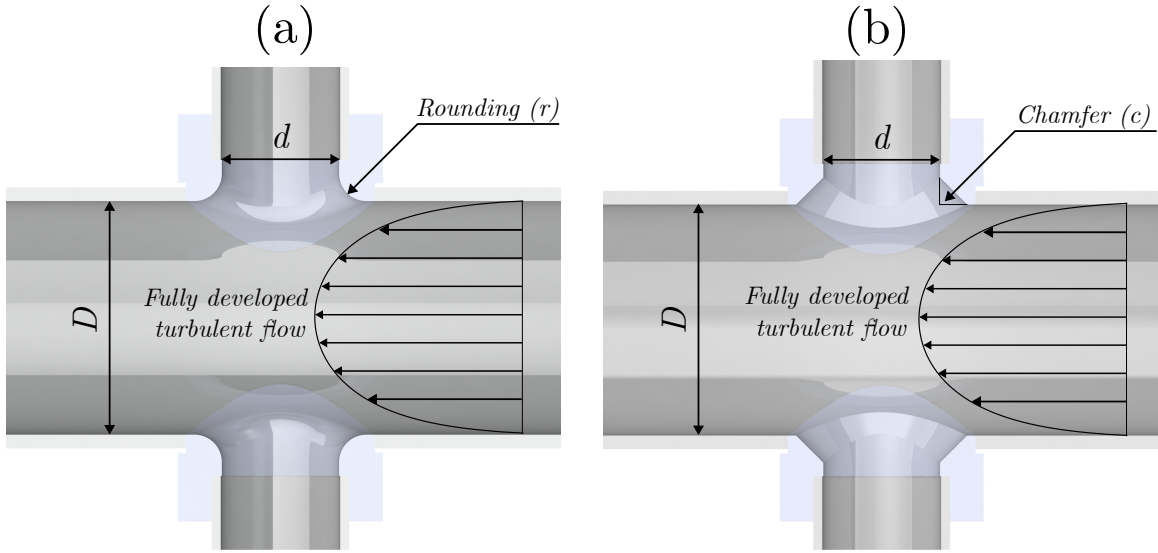 (a)
Rounding (r)
d
D
Fully developed
turbulent flow
(b)
Chamfer (c)
d
D
Fully developed
turbulent flow